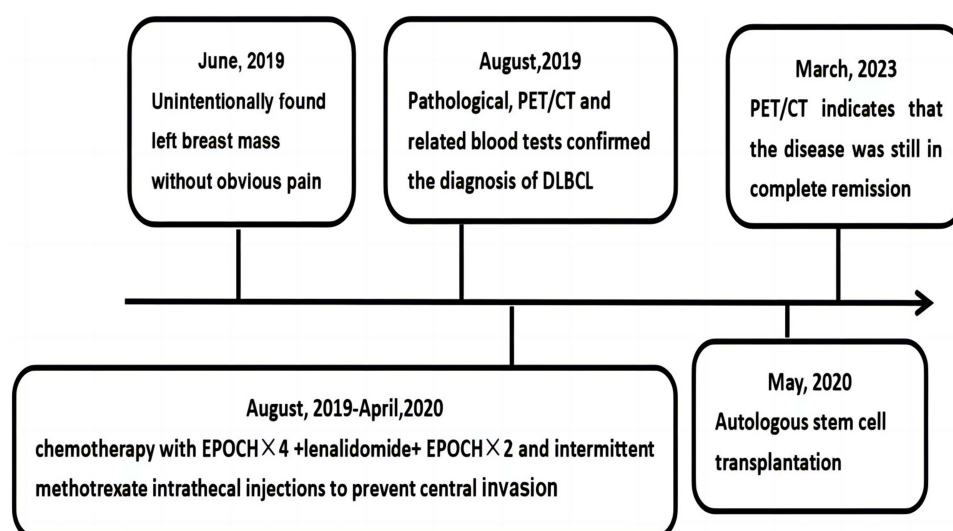 June, 2019
Unintentionally found
left breast mass
without obvious pain
August,2019
Pathological, PET/CT and
related blood tests confirmed
the diagnosis of DLBCL
March, 2023
PET/CT indicates that
the disease was still in
complete remission
August, 2019-April,2020
chemotherapy with EPOCH×4 +lenalidomide+ EPOCH×2 and intermittent
methotrexate intrathecal injections to prevent central invasion
May, 2020
Autologous stem cell
transplantation